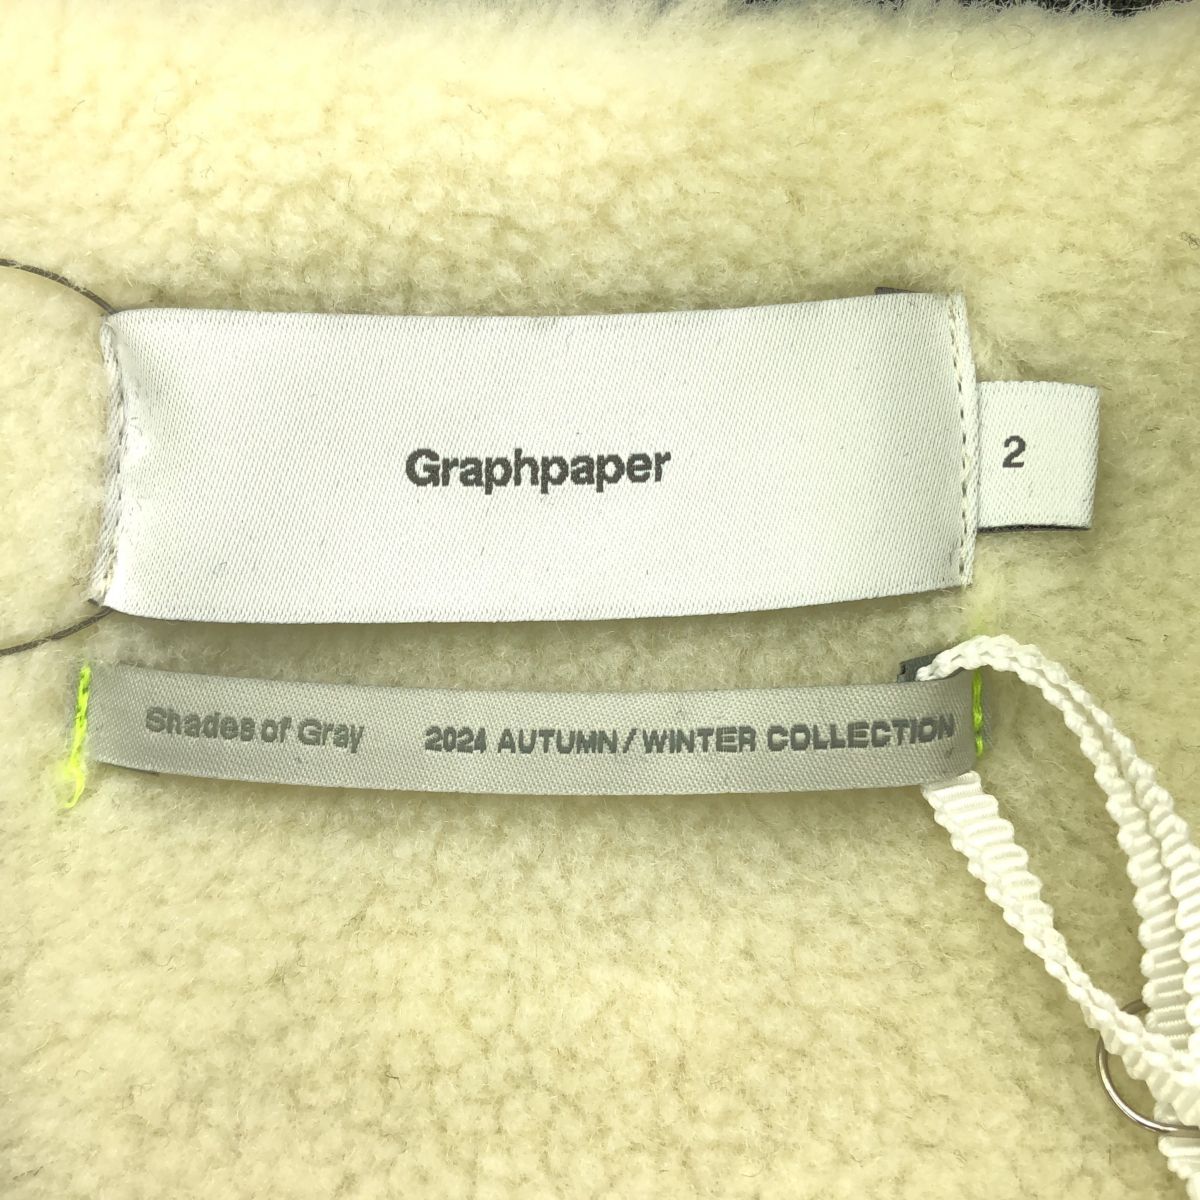 Graphpaper
2
Shades of Gray 2024 AUTUMN / WINTER COLLECTION